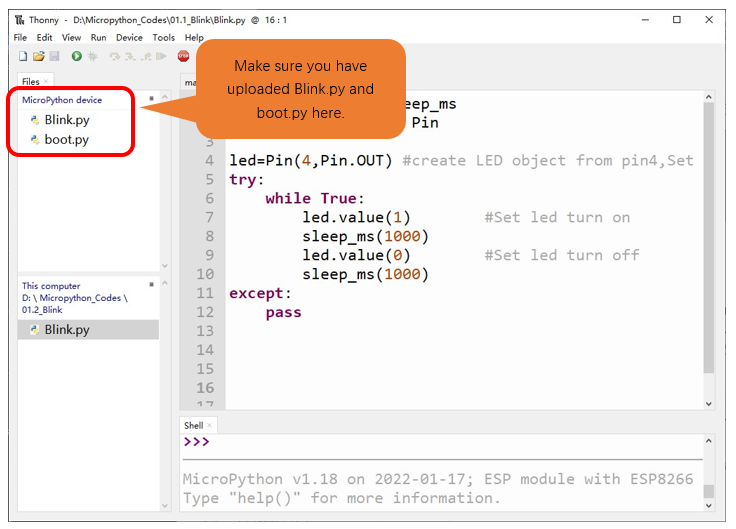 Thonny - D:\Micropython_Codes\01.1_Blink\Blink.py @ 16 : 1
File Edit View Run Device Tools Help
STOP
Files ×
MicroPython device
Blink.py
boot.py
This computer
D: \ Micropython_Codes \
01.2_Blink
Blink.py
Make sure you have
uploaded Blink.py and
boot.py here.
Pin
3
4 led=Pin(4,Pin.OUT) #create LED object from pin4,Set
5 try:
6 while True:
7 led.value(1) #Set led turn on
8 sleep_ms(1000)
9 led.value(0) #Set led turn off
10 sleep_ms(1000)
11 except:
12 pass
13
14
15
16
17
Shell ×
>>>
MicroPython v1.18 on 2022-01-17; ESP module with ESP8266
Type "help()" for more information.